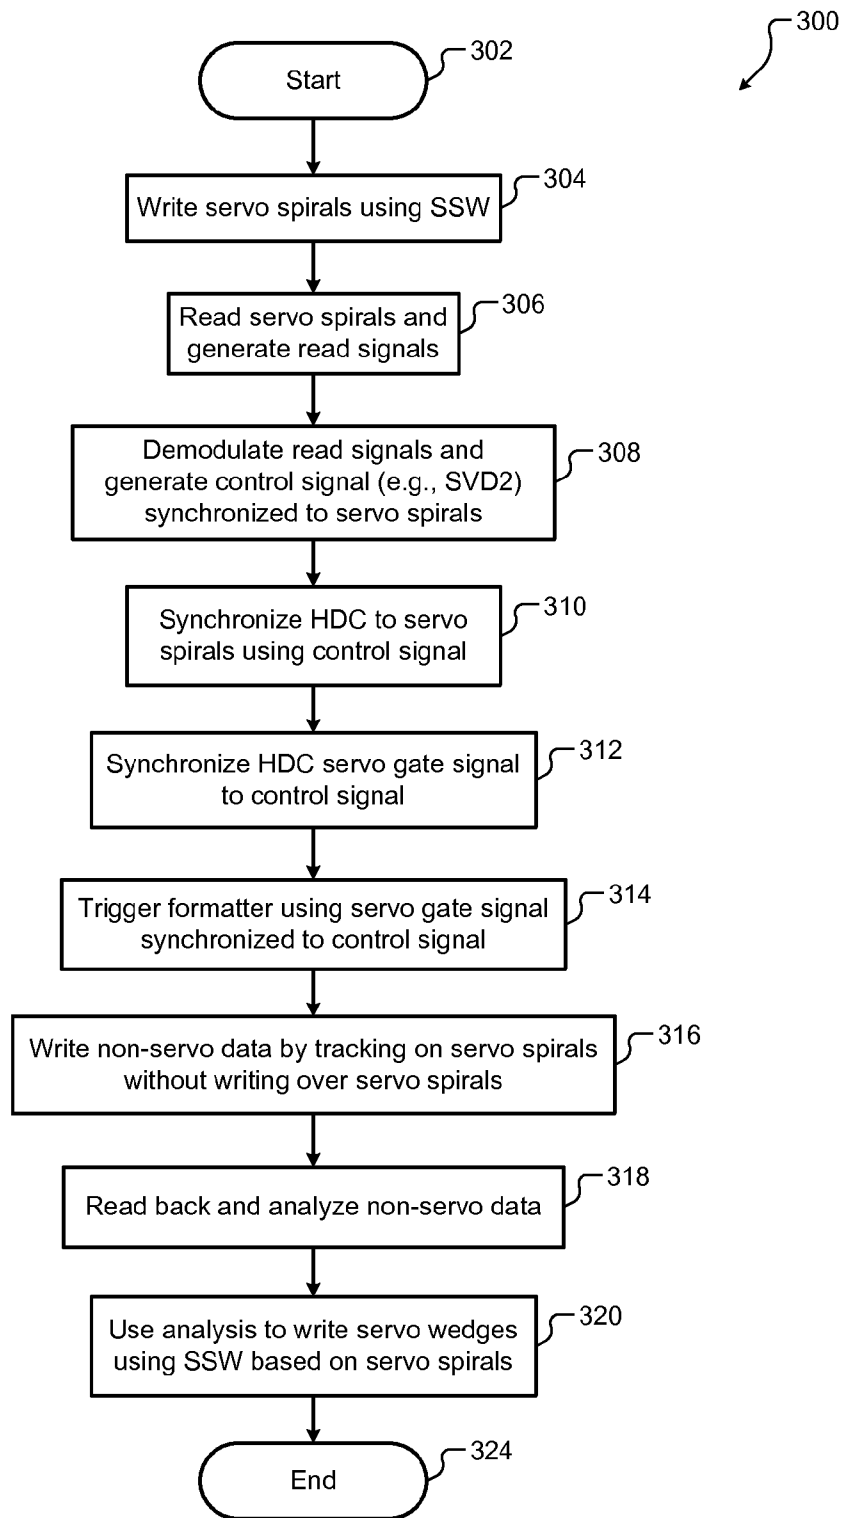 300
Start
302
Write servo spirals using SSW
304
Read servo spirals and
generate read signals
306
Demodulate read signals and
generate control signal (e.g., SVD2)
synchronized to servo spirals
308
Synchronize HDC to servo
spirals using control signal
310
Synchronize HDC servo gate signal
to control signal
312
Trigger formatter using servo gate signal
synchronized to control signal
314
Write non-servo data by tracking on servo spirals
without writing over servo spirals
316
Read back and analyze non-servo data
318
Use analysis to write servo wedges
using SSW based on servo spirals
320
End
324